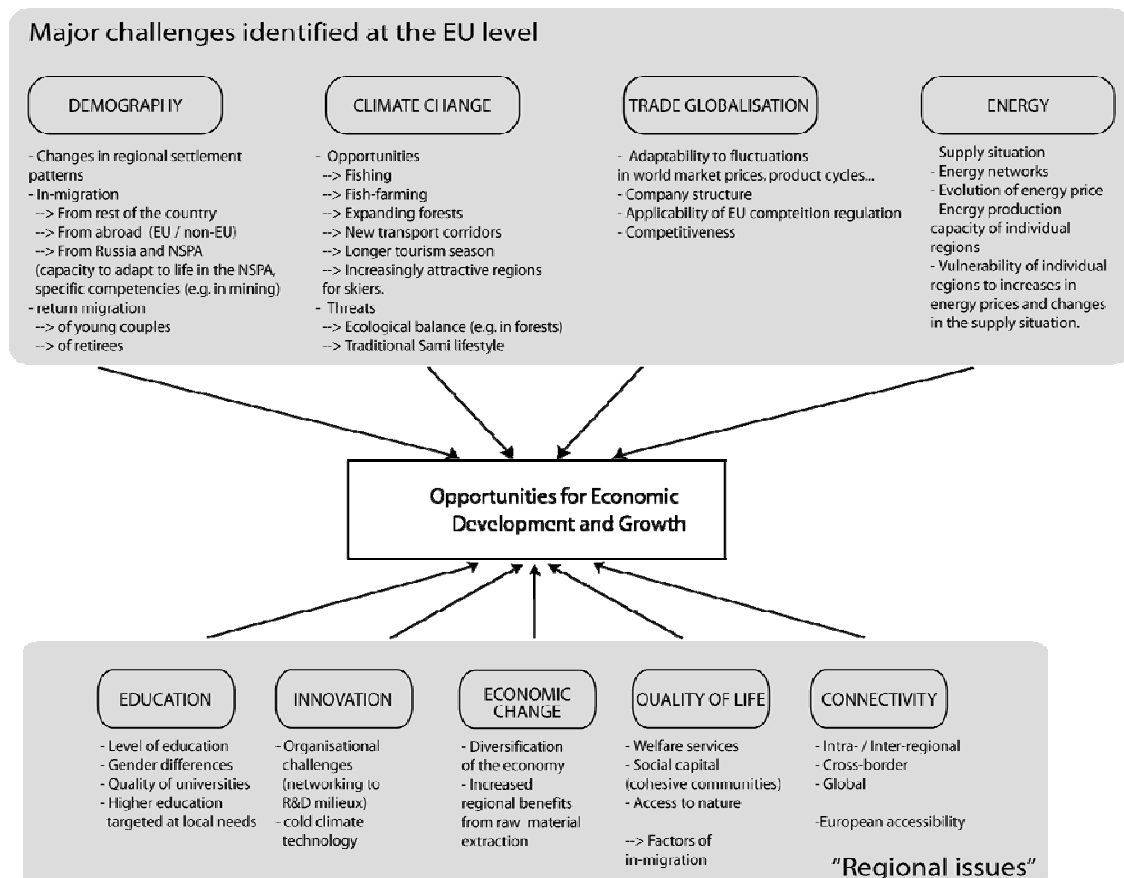 Major challenges identified at the EU level
DEMOGRAPHY
- Changes in regional settlement
patterns
- In-migration
--> From rest of the country
--> From abroad (EU / non-EU)
--> From Russia and NSPA
(capacity to adapt to life in the NSPA,
specific competencies (e.g. in mining)
- return migration
--> of young couples
--> of retirees
CLIMATE CHANGE
- Opportunities
--> Fishing
--> Fish-farming
--> Expanding forests
--> New transport corridors
--> Longer tourism season
--> Increasingly attractive regions
for skiers.
- Threats
--> Ecological balance (e.g. in forests)
--> Traditional Sami lifestyle
TRADE GLOBALISATION
- Adaptability to fluctuations
in world market prices, product cycles...
- Company structure
- Applicability of EU compteition regulation
- Competitiveness
ENERGY
Supply situation
- Energy networks
- Evolution of energy price
Energy production
capacity of individual
regions
- Vulnerability of individual
regions to increases in
energy prices and changes
in the supply situation.
Opportunities for Economic
Development and Growth
EDUCATION
- Level of education
- Gender differences
- Quality of universities
- Higher education
targeted at local needs
INNOVATION
- Organisational
challenges
(networking to
R&D milieux)
- cold climate
technology
ECONOMIC
CHANGE
- Diversification
of the economy
- Increased
regional benefits
from raw material
extraction
QUALITY OF LIFE
- Welfare services
- Social capital
(cohesive communities)
- Access to nature
--> Factors of
in-migration
CONNECTIVITY
- Intra- / Inter-regional
- Cross-border
- Global
-European accessibility
"Regional issues"